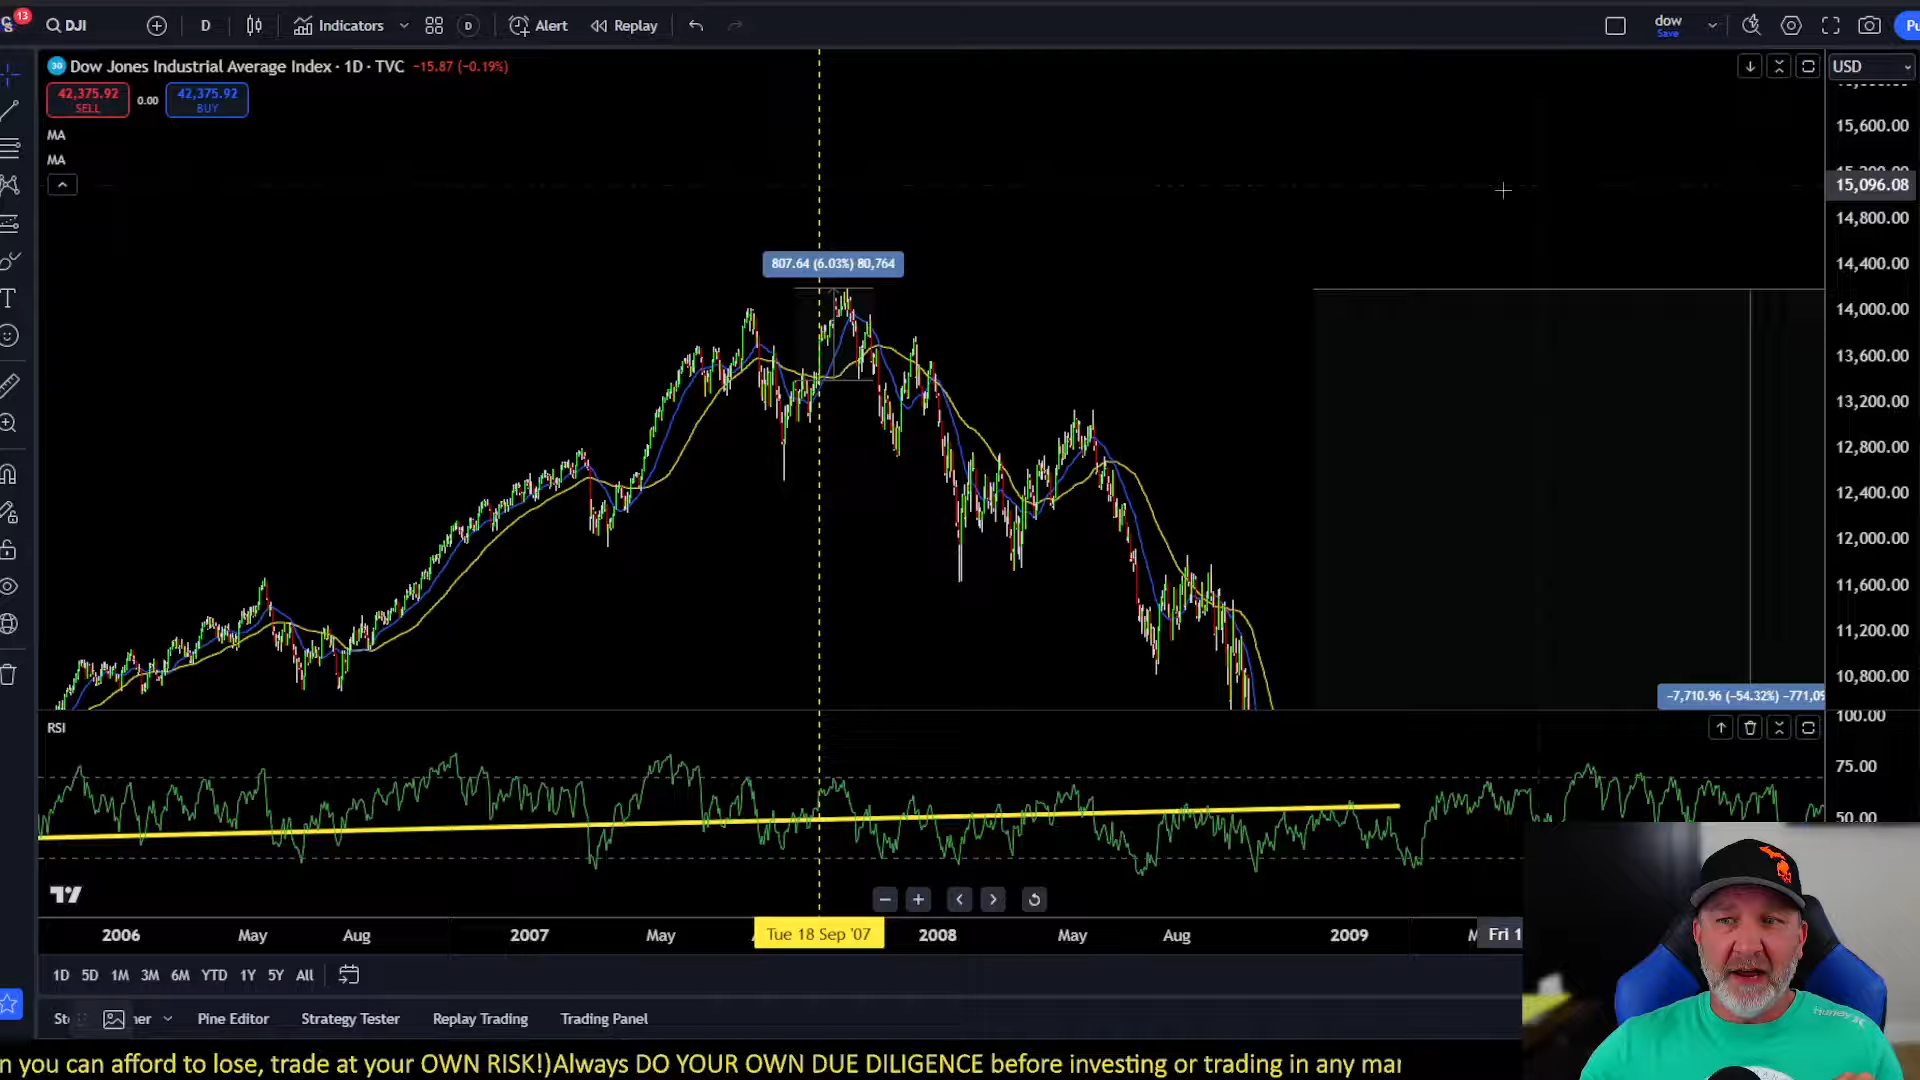 13
DJI
D
Indicators
D
Alert
Replay
dow
Save
Dow Jones Industrial Average Index · 1D · TVC −15.87 (−0.19%)
USD
42,375.92
SELL
0.00
42,375.92
BUY
MA
MA
15,600.00
15,096.08
14,800.00
14,400.00
14,000.00
13,600.00
13,200.00
12,800.00
12,400.00
12,000.00
11,600.00
11,200.00
10,800.00
807.64 (6.03%) 80,764
−7,710.96 (−54.32%) −771,09
RSI
100.00
75.00
50.00
2006 May Aug 2007 May Tue 18 Sep '07 2008 May Aug 2009 Fri 1
1D 5D 1M 3M 6M YTD 1Y 5Y All
Pine Editor Strategy Tester Replay Trading Trading Panel
n you can afford to lose, trade at your OWN RISK!)Always DO YOUR OWN DUE DILIGENCE before investing or trading in any mar
Hurley